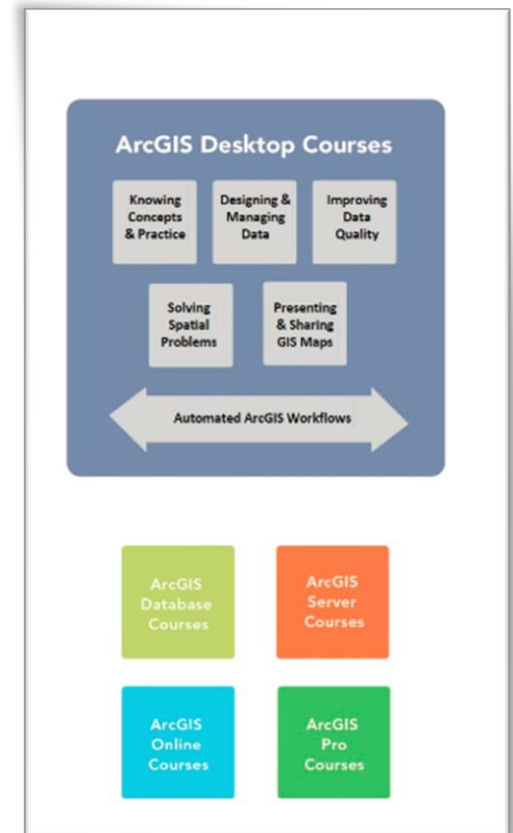 ArcGIS Desktop Courses
Knowing
Concepts
& Practice
Designing &
Managing
Data
Improving
Data
Quality
Solving
Spatial
Problems
Presenting
& Sharing
GIS Maps
Automated ArcGIS Workflows
ArcGIS
Database
Courses
ArcGIS
Server
Courses
ArcGIS
Online
Courses
ArcGIS
Pro
Courses